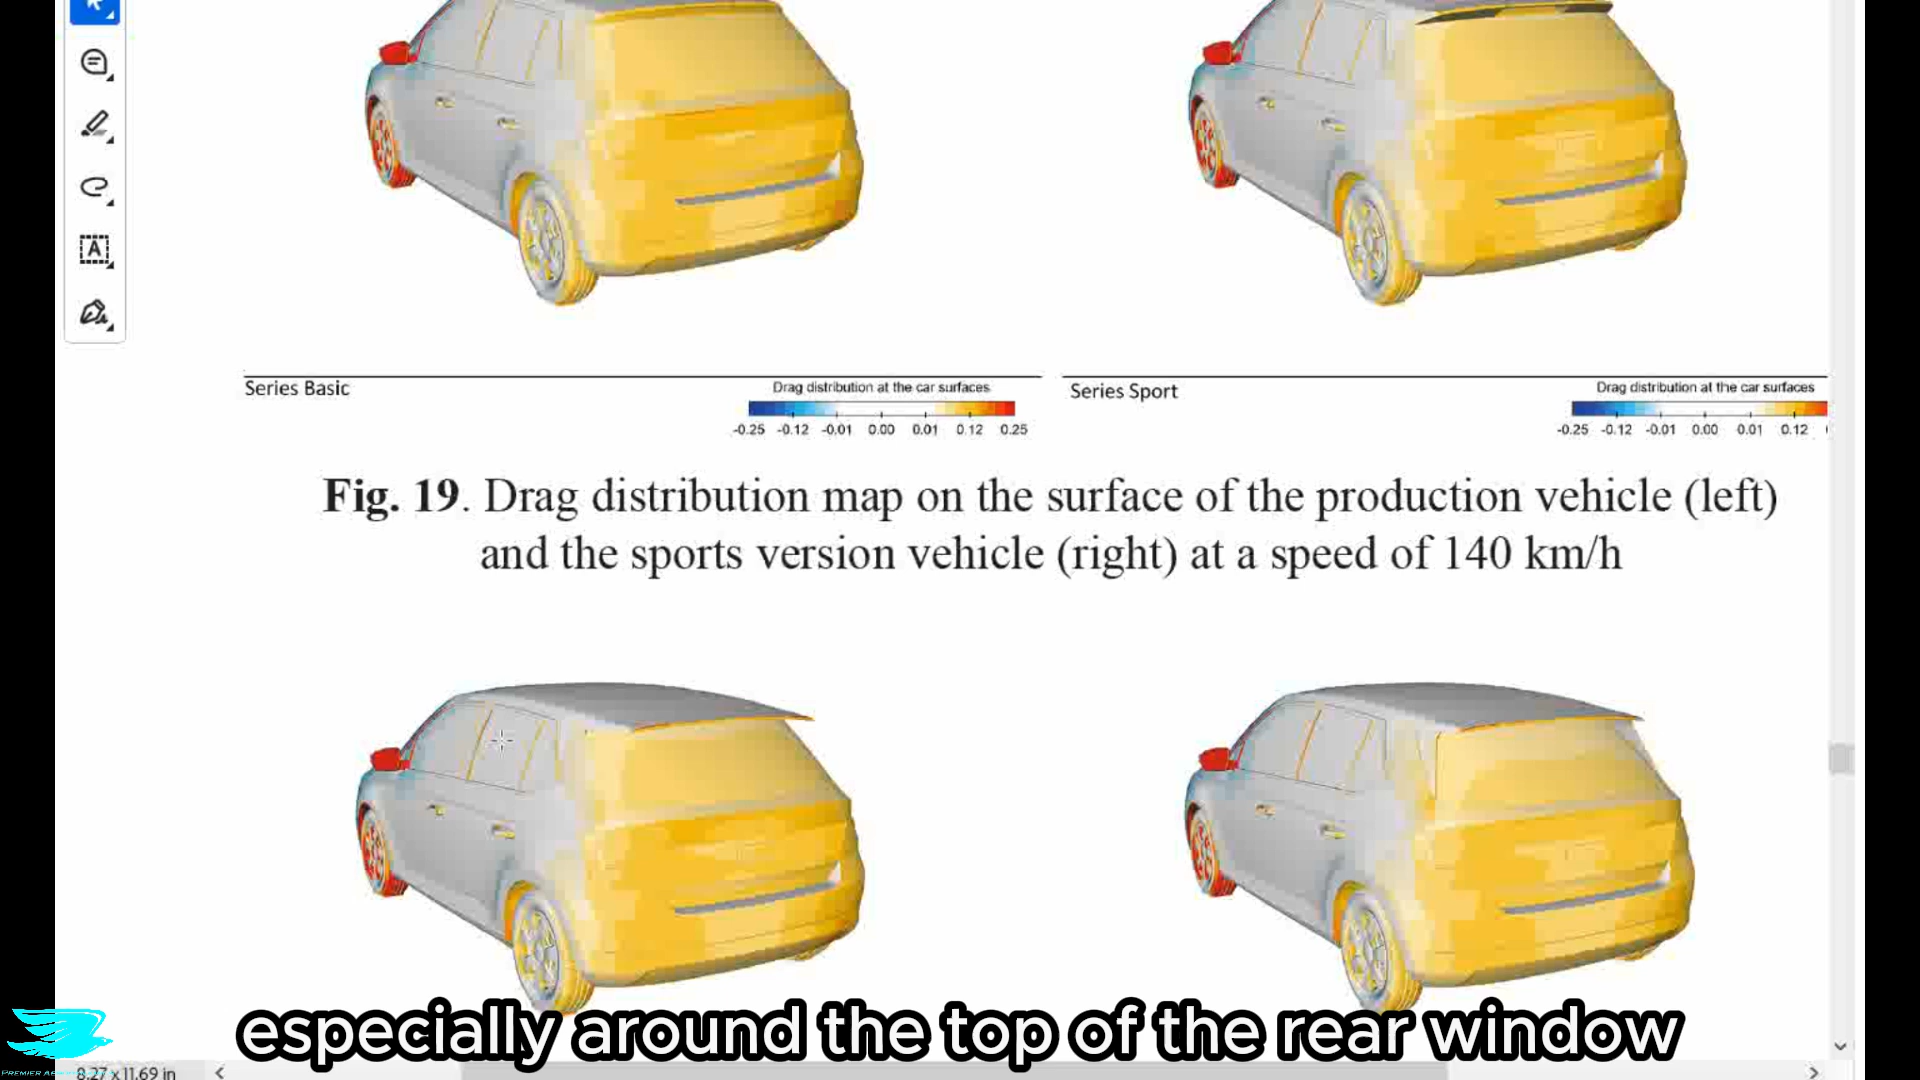 Series Basic
Drag distribution at the car surfaces
-0.25 -0.12 -0.01 0.00 0.01 0.12 0.25
Series Sport
Drag distribution at the car surfaces
-0.25 -0.12 -0.01 0.00 0.01 0.12
Fig. 19. Drag distribution map on the surface of the production vehicle (left)
and the sports version vehicle (right) at a speed of 140 km/h
especially around the top of the rear window
8.27 x 11.69 in
PREMIER